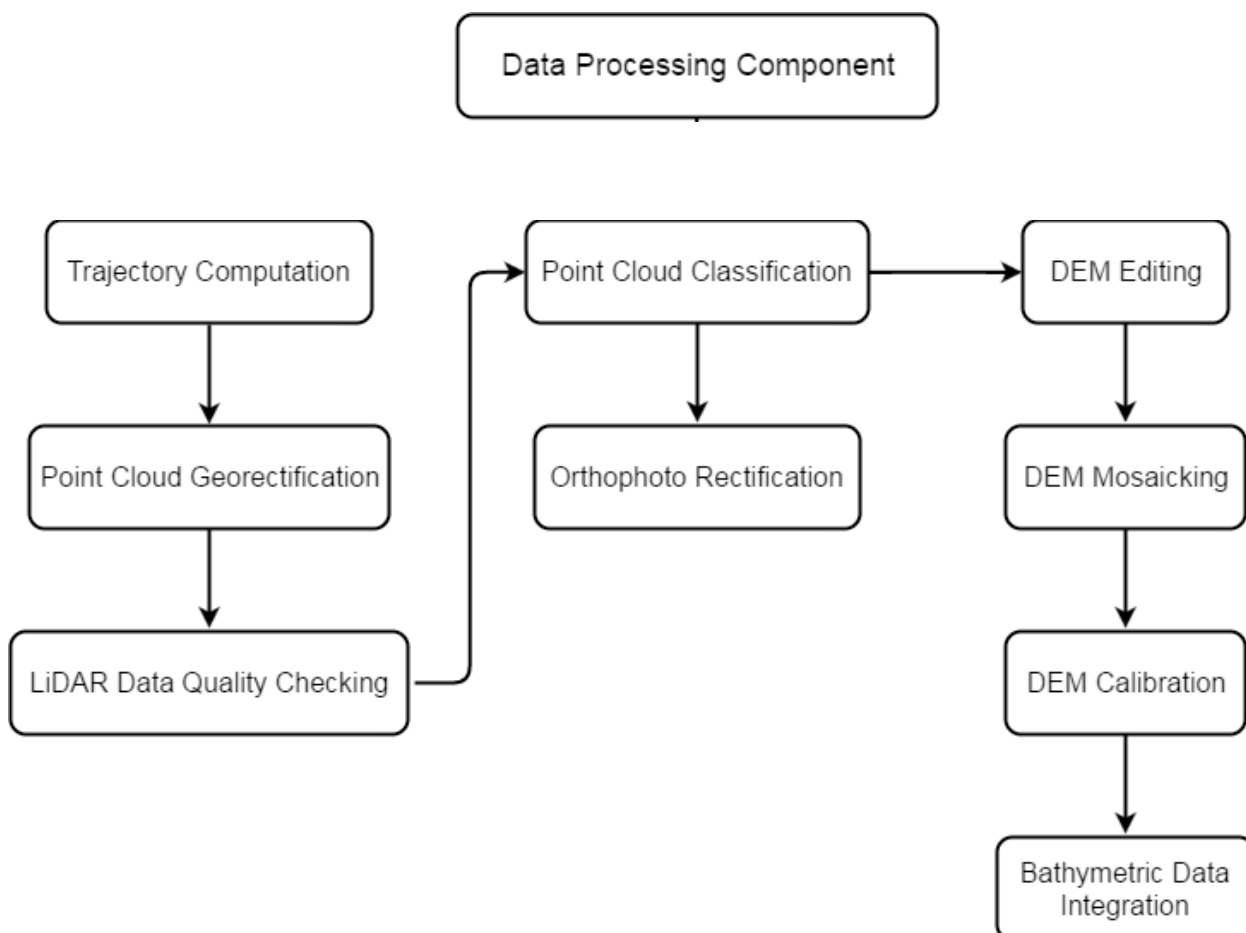 Data Processing Component
Trajectory Computation
Point Cloud Georectification
LiDAR Data Quality Checking
Point Cloud Classification
Orthophoto Rectification
DEM Editing
DEM Mosaicking
DEM Calibration
Bathymetric Data
Integration